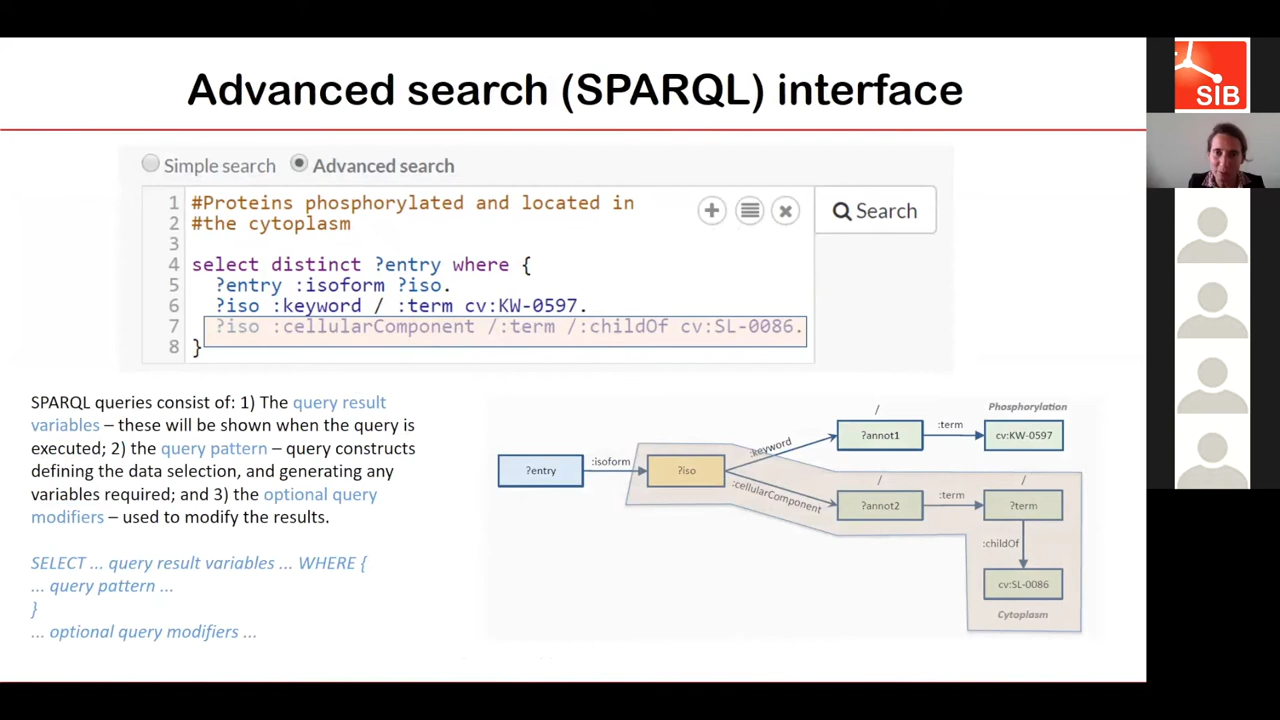 Advanced search (SPARQL) interface
SIB
Simple search
Advanced search
1 #Proteins phosphorylated and located in
2 #the cytoplasm
3
4 select distinct ?entry where {
5 ?entry :isoform ?iso.
6 ?iso :keyword / :term cv:KW-0597.
7 ?iso :cellularComponent /:term /:childOf cv:SL-0086.
8 }
Search
SPARQL queries consist of: 1) The query result
variables – these will be shown when the query is
executed; 2) the query pattern – query constructs
defining the data selection, and generating any
variables required; and 3) the optional query
modifiers – used to modify the results.
SELECT ... query result variables ... WHERE {
... query pattern ...
}
... optional query modifiers ...
?entry
:isoform
?iso
:keyword
/
?annot1
:term
Phosphorylation
cv:KW-0597
:cellularComponent
/
?annot2
:term
/
?term
:childOf
cv:SL-0086
Cytoplasm